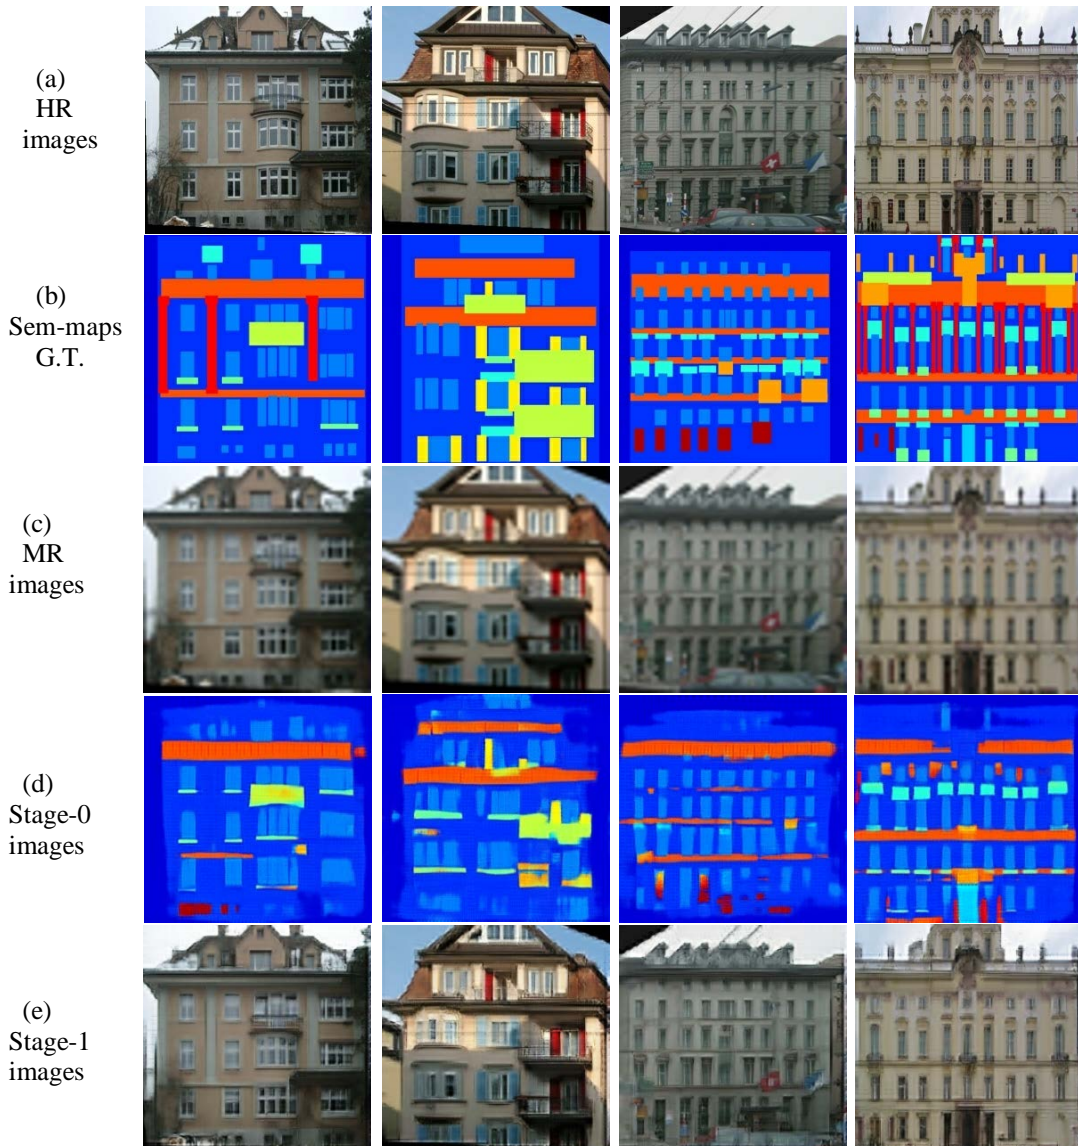 (a)
HR
images
(b)
Sem-maps
G.T.
(c)
MR
images
(d)
Stage-0
images
(e)
Stage-1
images